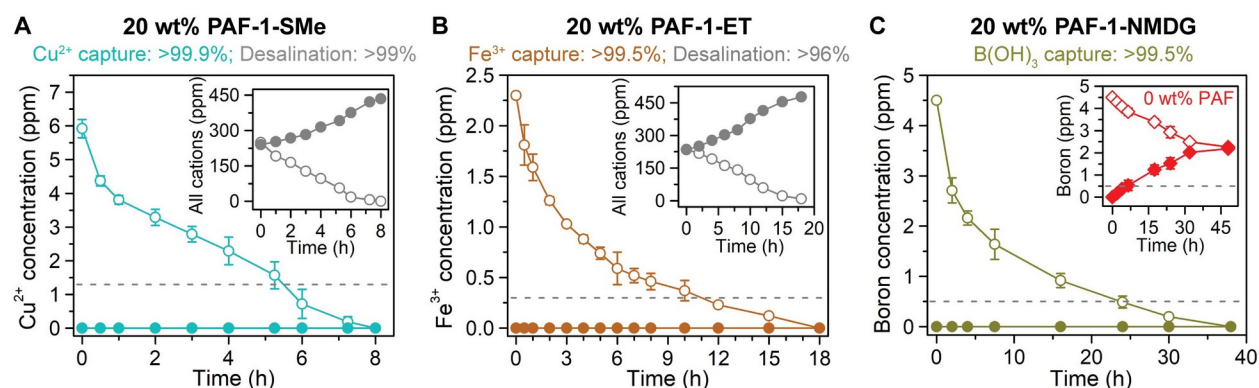 A 20 wt% PAF-1-SMe
Cu²⁺ capture: >99.9%; Desalination: >99%
Cu²⁺ concentration (ppm)
7
6
5
4
3
2
1
0
0 2 4 6 8
Time (h)
All cations (ppm)
450
300
150
0
0 2 4 6 8
Time (h)
B 20 wt% PAF-1-ET
Fe³⁺ capture: >99.5%; Desalination: >96%
Fe³⁺ concentration (ppm)
2.5
2.0
1.5
1.0
0.5
0.0
0 3 6 9 12 15 18
Time (h)
All cations (ppm)
450
300
150
0
0 5 10 15 20
Time (h)
C 20 wt% PAF-1-NMDG
B(OH)₃ capture: >99.5%
Boron concentration (ppm)
5
4
3
2
1
0
0 10 20 30 40
Time (h)
0 wt% PAF
Boron (ppm)
5
4
3
2
1
0
0 15 30 45
Time (h)